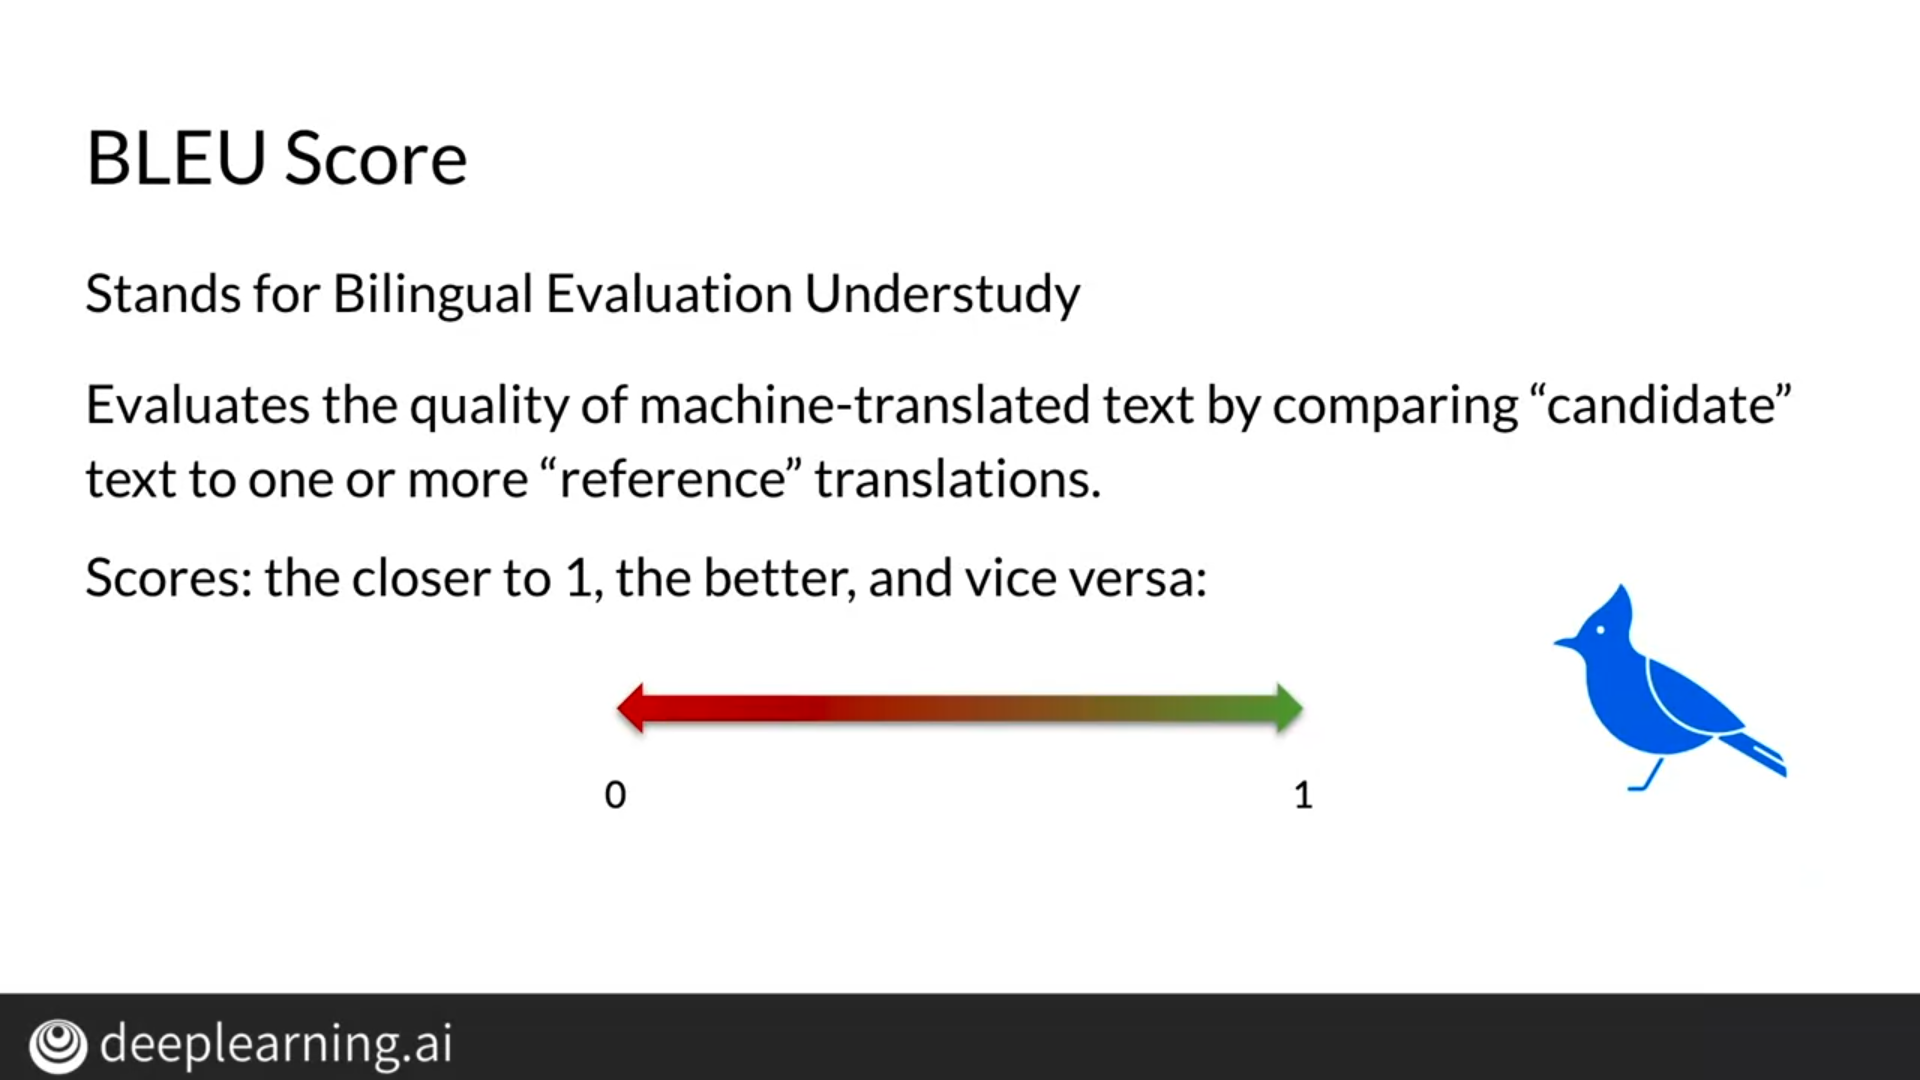 BLEU Score
Stands for Bilingual Evaluation Understudy
Evaluates the quality of machine-translated text by comparing “candidate”
text to one or more “reference” translations.
Scores: the closer to 1, the better, and vice versa:
0 1
deeplearning.ai